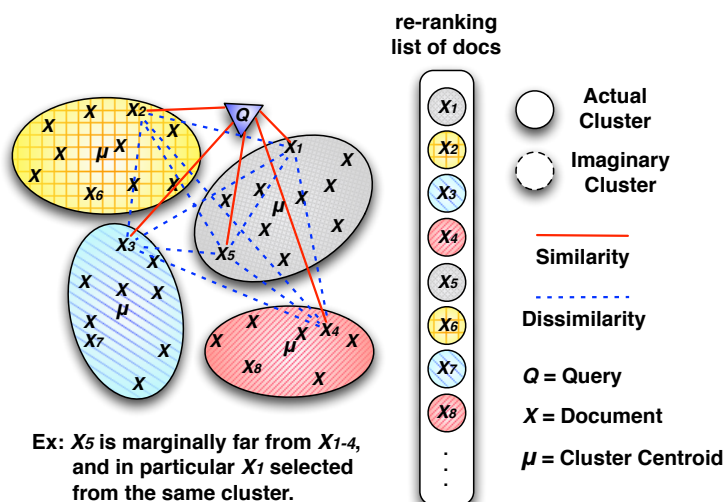 re-ranking
list of docs
X1
X2
X3
X4
X5
X6
X7
X8
.
.
.
Actual
Cluster
Imaginary
Cluster
Similarity
Dissimilarity
Q = Query
X = Document
μ = Cluster Centroid
Q
X X2
X X
X μ X
X X6 X X
X1 X
X X X
μ
X X
X5 X
X3
X
X X X
μ
X
X7 X
X
X X4
X X X
μ
X8 X
Ex: X5 is marginally far from X1-4,
and in particular X1 selected
from the same cluster.